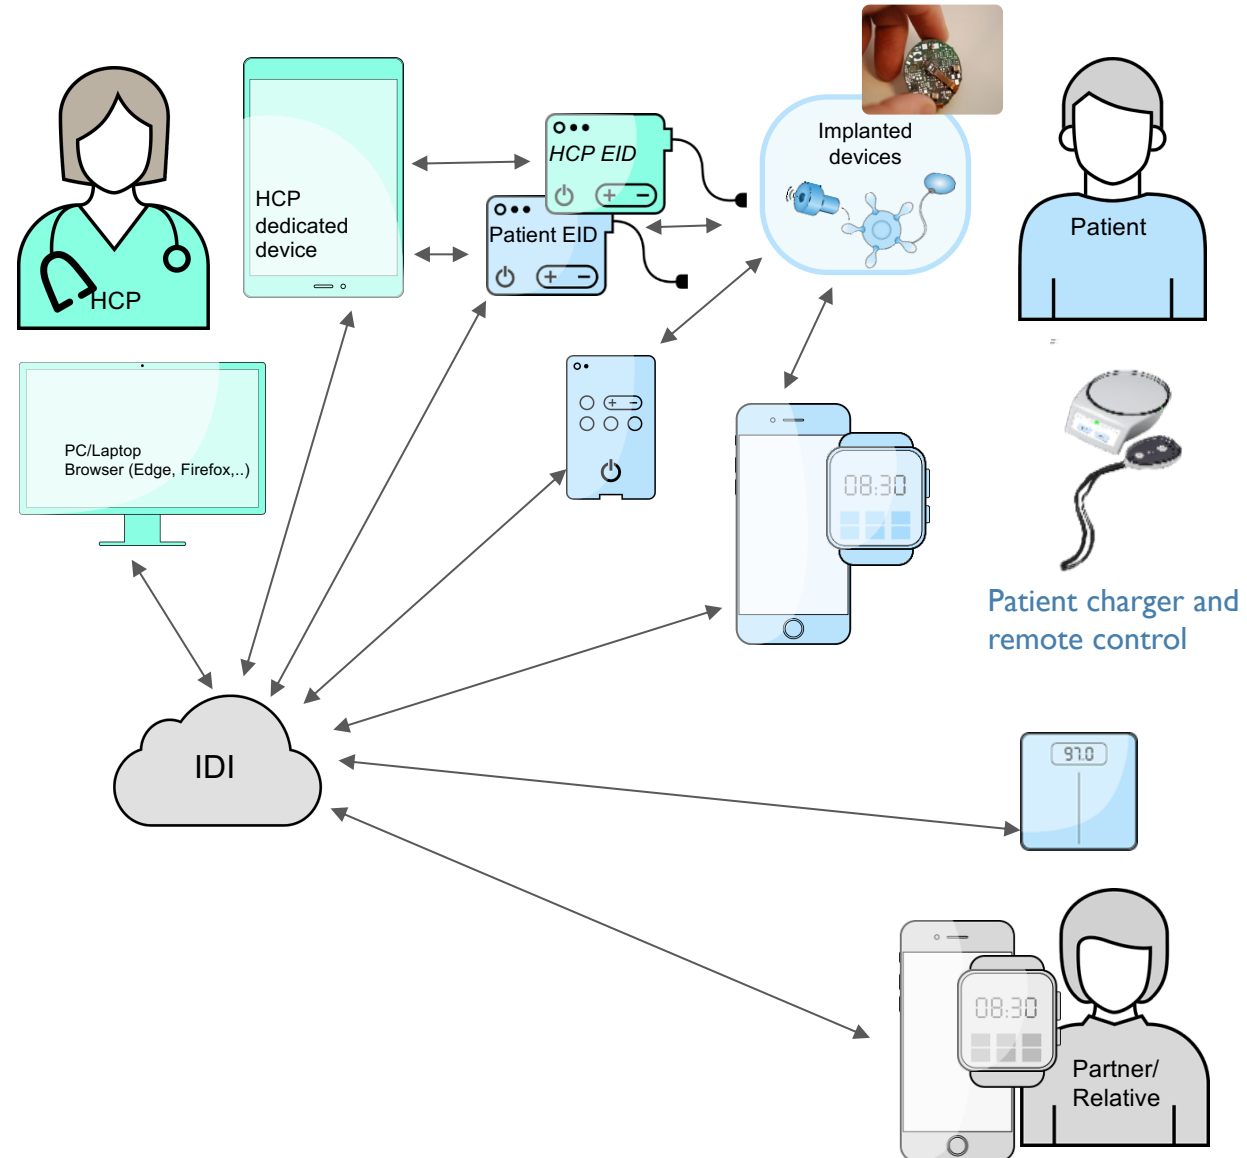 Implanted
devices
HCP EID
Patient EID
HCP
dedicated
device
HCP
Patient
PC/Laptop
Browser (Edge, Firefox,..)
08:30
Patient charger and
remote control
IDI
97.0
08:30
Partner/
Relative